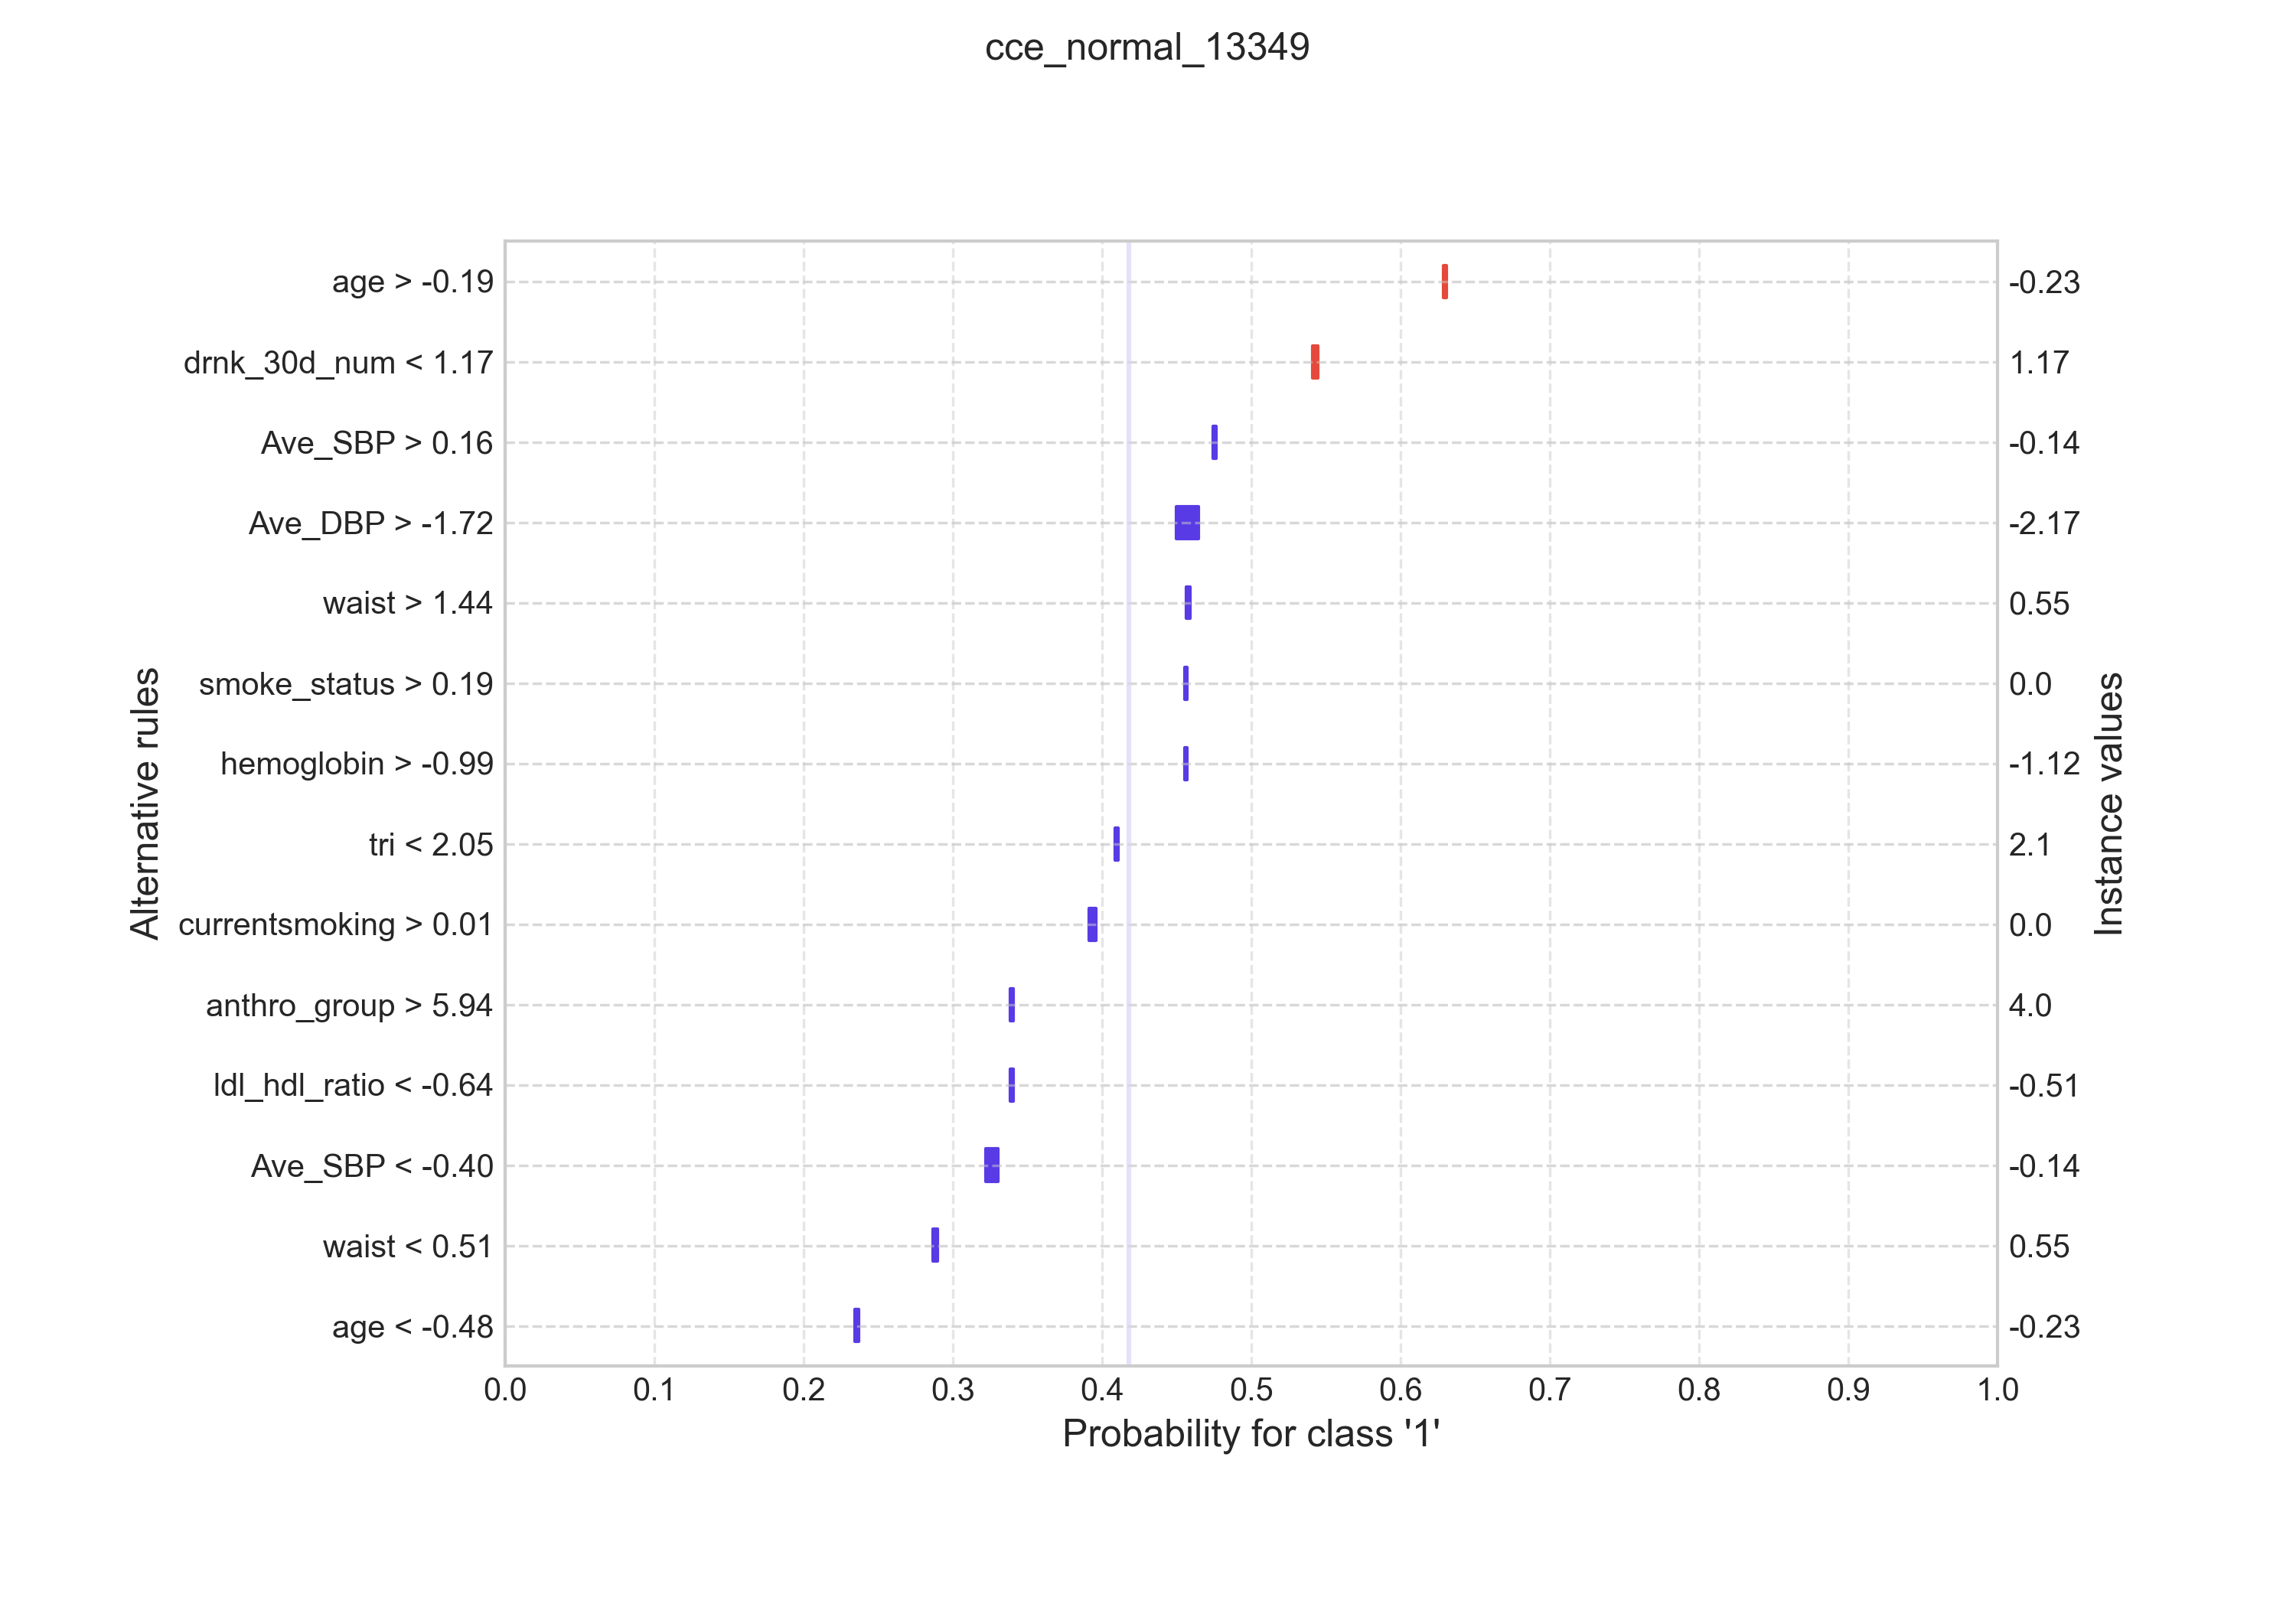 cce_normal_13349
age > -0.19 -0.23
drnk_30d_num < 1.17 1.17
Ave_SBP > 0.16 -0.14
Ave_DBP > -1.72 -2.17
waist > 1.44 0.55
smoke_status > 0.19 0.0
hemoglobin > -0.99 -1.12
tri < 2.05 2.1
currentsmoking > 0.01 0.0
anthro_group > 5.94 4.0
ldl_hdl_ratio < -0.64 -0.51
Ave_SBP < -0.40 -0.14
waist < 0.51 0.55
age < -0.48 -0.23
Alternative rules
Instance values
0.0 0.1 0.2 0.3 0.4 0.5 0.6 0.7 0.8 0.9 1.0
Probability for class '1'